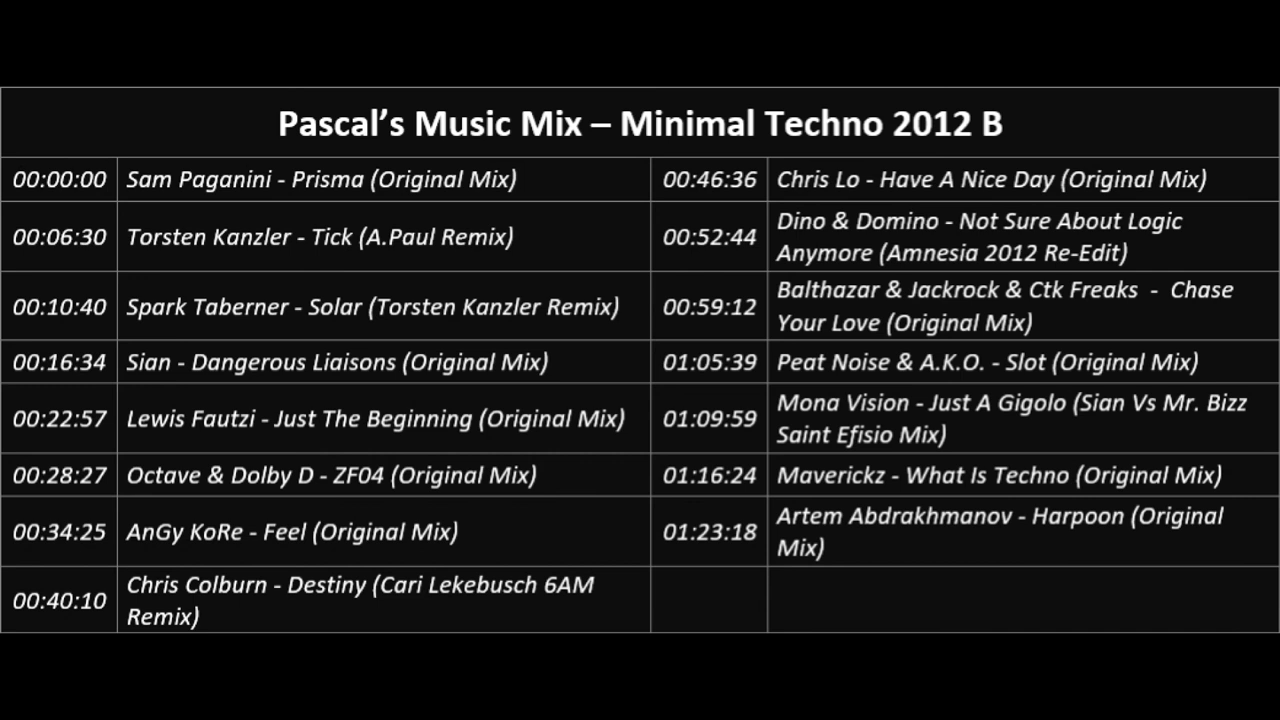 Pascal’s Music Mix – Minimal Techno 2012 B
00:00:00 Sam Paganini - Prisma (Original Mix)
00:06:30 Torsten Kanzler - Tick (A.Paul Remix)
00:10:40 Spark Taberner - Solar (Torsten Kanzler Remix)
00:16:34 Sian - Dangerous Liaisons (Original Mix)
00:22:57 Lewis Fautzi - Just The Beginning (Original Mix)
00:28:27 Octave & Dolby D - ZF04 (Original Mix)
00:34:25 AnGy KoRe - Feel (Original Mix)
00:40:10 Chris Colburn - Destiny (Cari Lekebusch 6AM
Remix)
00:46:36 Chris Lo - Have A Nice Day (Original Mix)
00:52:44 Dino & Domino - Not Sure About Logic
Anymore (Amnesia 2012 Re-Edit)
00:59:12 Balthazar & Jackrock & Ctk Freaks - Chase
Your Love (Original Mix)
01:05:39 Peat Noise & A.K.O. - Slot (Original Mix)
01:09:59 Mona Vision - Just A Gigolo (Sian Vs Mr. Bizz
Saint Efisio Mix)
01:16:24 Maverickz - What Is Techno (Original Mix)
01:23:18 Artem Abdrakhmanov - Harpoon (Original
Mix)